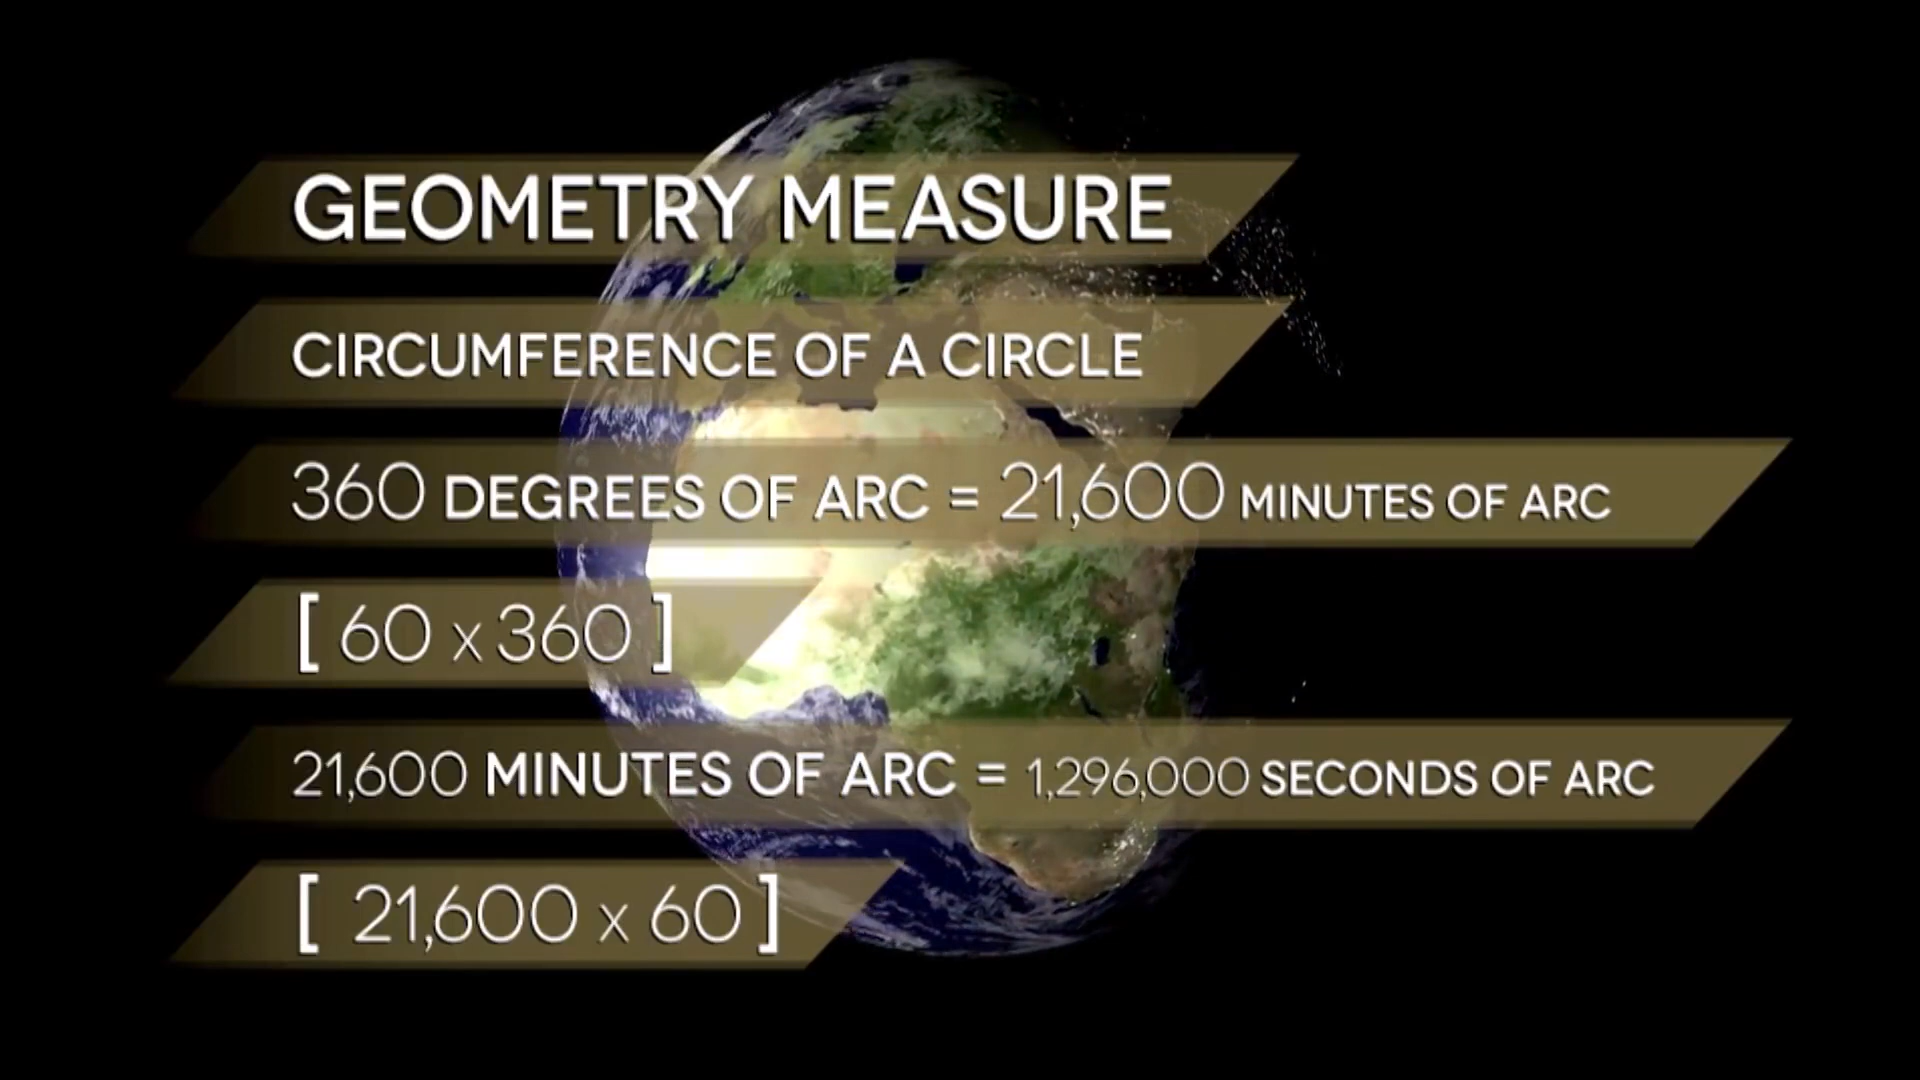 GEOMETRY MEASURE
CIRCUMFERENCE OF A CIRCLE
360 DEGREES OF ARC = 21,600 MINUTES OF ARC
[ 60 x 360 ]
21,600 MINUTES OF ARC = 1,296,000 SECONDS OF ARC
[ 21,600 x 60 ]